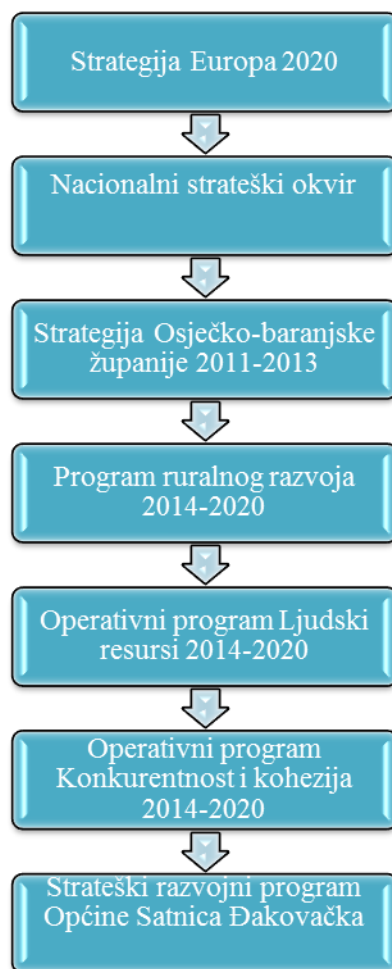 Strategija Europa 2020
Nacionalni strateški okvir
Strategija Osječko-baranjske
županije 2011-2013
Program ruralnog razvoja
2014-2020
Operativni program Ljudski
resursi 2014-2020
Operativni program
Konkurentnost i kohezija
2014-2020
Strateški razvojni program
Općine Satnica Đakovačka